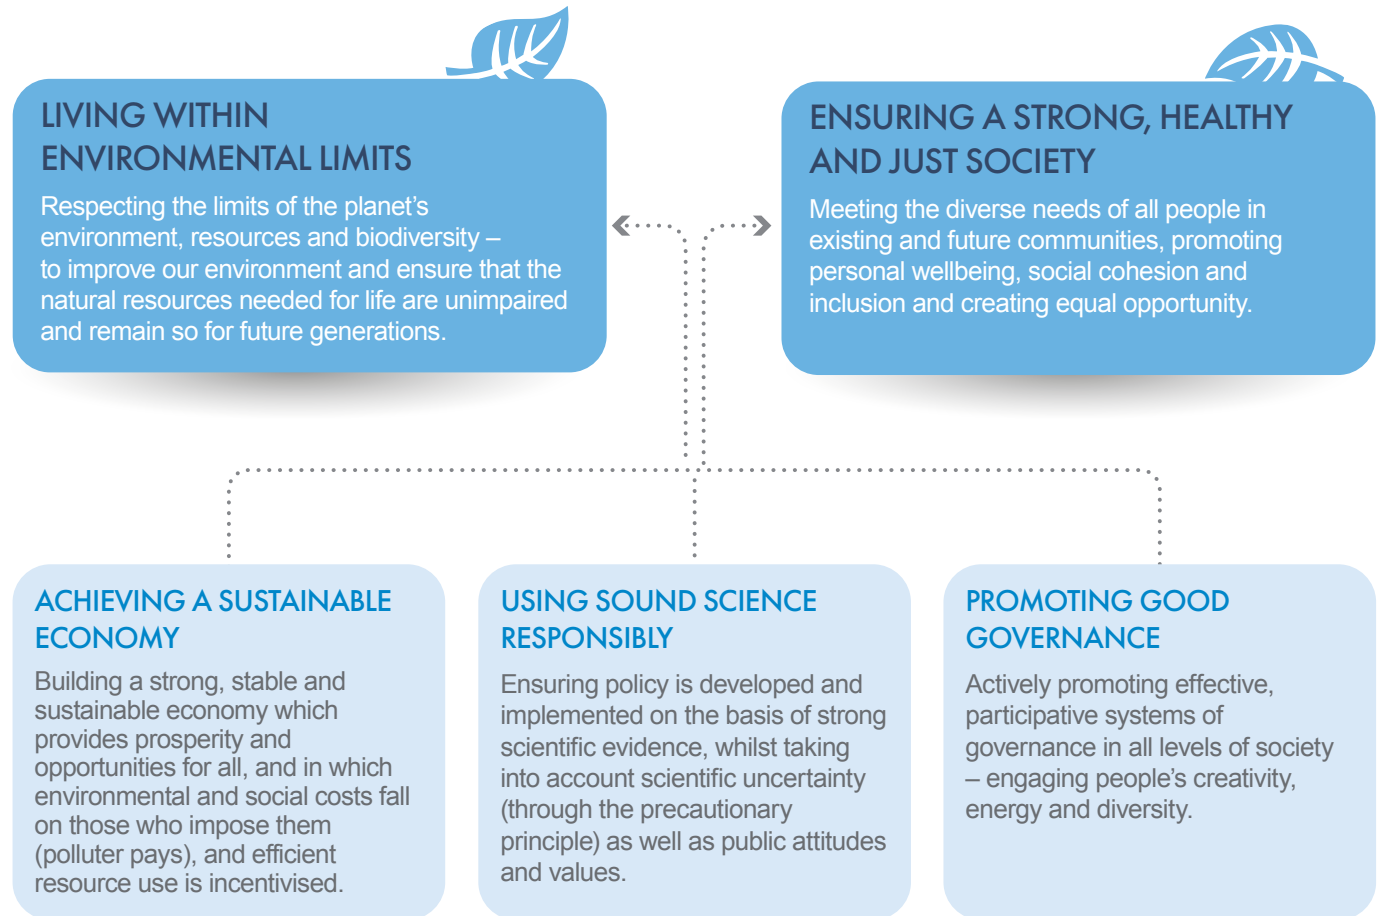 LIVING WITHIN
ENVIRONMENTAL LIMITS
Respecting the limits of the planet’s
environment, resources and biodiversity –
to improve our environment and ensure that the
natural resources needed for life are unimpaired
and remain so for future generations.
ENSURING A STRONG, HEALTHY
AND JUST SOCIETY
Meeting the diverse needs of all people in
existing and future communities, promoting
personal wellbeing, social cohesion and
inclusion and creating equal opportunity.
ACHIEVING A SUSTAINABLE
ECONOMY
Building a strong, stable and
sustainable economy which
provides prosperity and
opportunities for all, and in which
environmental and social costs fall
on those who impose them
(polluter pays), and efficient
resource use is incentivised.
USING SOUND SCIENCE
RESPONSIBLY
Ensuring policy is developed and
implemented on the basis of strong
scientific evidence, whilst taking
into account scientific uncertainty
(through the precautionary
principle) as well as public attitudes
and values.
PROMOTING GOOD
GOVERNANCE
Actively promoting effective,
participative systems of
governance in all levels of society
– engaging people’s creativity,
energy and diversity.